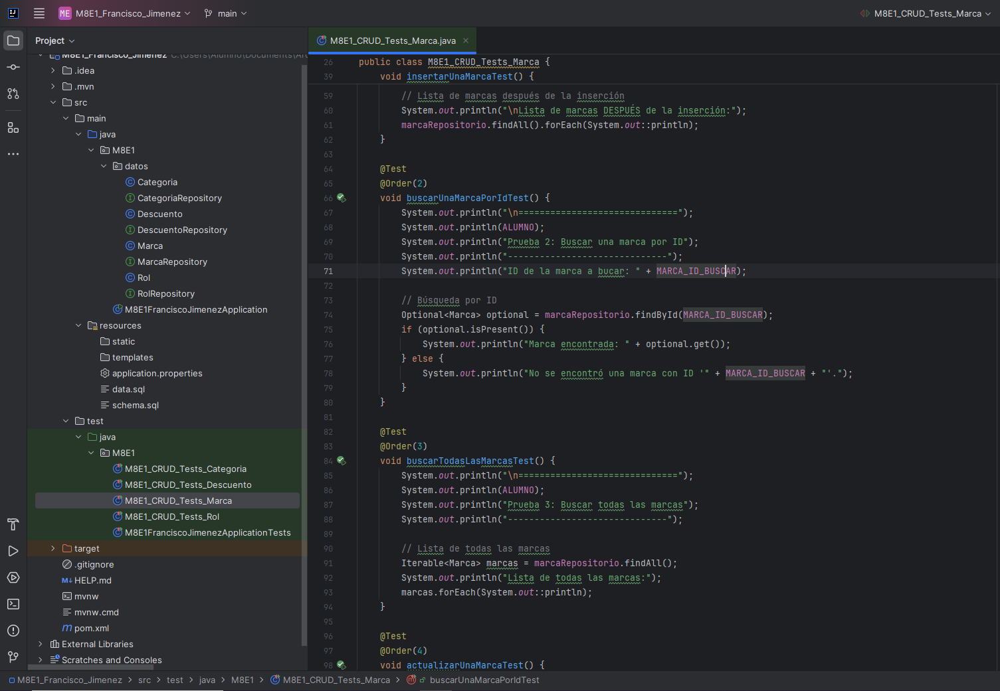 ME M8E1_Francisco_Jimenez main M8E1_CRUD_Tests_Marca
Project
M8E1_CRUD_Tests_Marca.java
M8E1_Francisco_Jimenez C:\Users\Alumno\Documents\
.idea
.mvn
src
main
java
M8E1
datos
Categoria
CategoriaRepository
Descuento
DescuentoRepository
Marca
MarcaRepository
Rol
RolRepository
M8E1FranciscoJimenezApplication
resources
static
templates
application.properties
data.sql
schema.sql
test
java
M8E1
M8E1_CRUD_Tests_Categoria
M8E1_CRUD_Tests_Descuento
M8E1_CRUD_Tests_Marca
M8E1_CRUD_Tests_Rol
M8E1FranciscoJimenezApplicationTests
target
.gitignore
HELP.md
mvnw
mvnw.cmd
pom.xml
External Libraries
Scratches and Consoles
26 public class M8E1_CRUD_Tests_Marca {
39 void insertarUnaMarcaTest() {
59 // Lista de marcas después de la inserción
60 System.out.println("\nLista de marcas DESPUÉS de la inserción:");
61 marcaRepositorio.findAll().forEach(System.out::println);
62 }
63
64 @Test
65 @Order(2)
66 void buscarUnaMarcaPorIdTest() {
67 System.out.println("\n==============================");
68 System.out.println(ALUMNO);
69 System.out.println("Prueba 2: Buscar una marca por ID");
70 System.out.println("------------------------------");
71 System.out.println("ID de la marca a bucar: " + MARCA_ID_BUSCAR);
72
73 // Búsqueda por ID
74 Optional<Marca> optional = marcaRepositorio.findById(MARCA_ID_BUSCAR);
75 if (optional.isPresent()) {
76 System.out.println("Marca encontrada: " + optional.get());
77 } else {
78 System.out.println("No se encontró una marca con ID '" + MARCA_ID_BUSCAR + "'.");
79 }
80 }
81
82 @Test
83 @Order(3)
84 void buscarTodasLasMarcasTest() {
85 System.out.println("\n==============================");
86 System.out.println(ALUMNO);
87 System.out.println("Prueba 3: Buscar todas las marcas");
88 System.out.println("------------------------------");
89
90 // Lista de todas las marcas
91 Iterable<Marca> marcas = marcaRepositorio.findAll();
92 System.out.println("Lista de todas las marcas:");
93 marcas.forEach(System.out::println);
94 }
95
96 @Test
97 @Order(4)
98 void actualizarUnaMarcaTest() {
M8E1_Francisco_Jimenez > src > test > java > M8E1 > M8E1_CRUD_Tests_Marca > buscarUnaMarcaPorIdTest